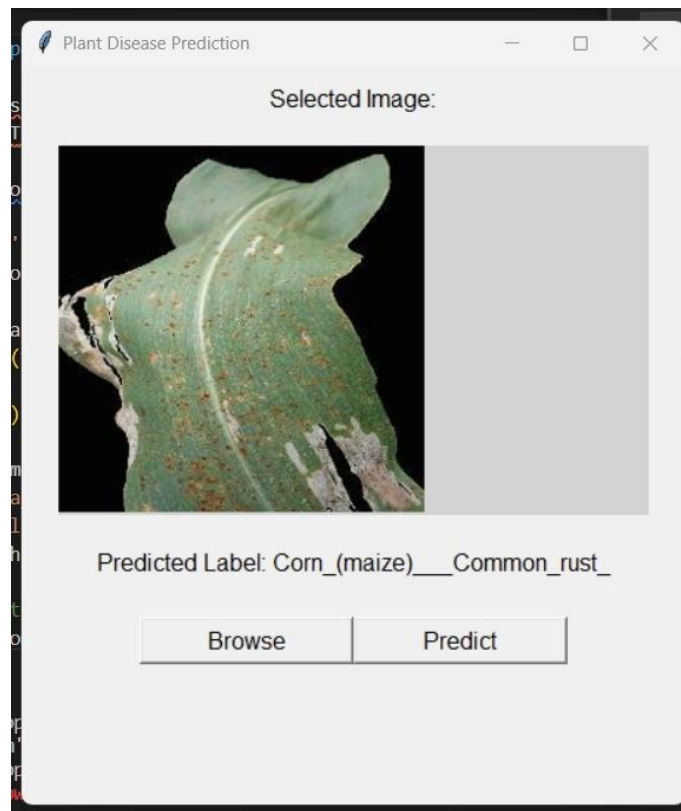 Plant Disease Prediction
Selected Image:
Predicted Label: Corn_(maize)___Common_rust_
Browse
Predict